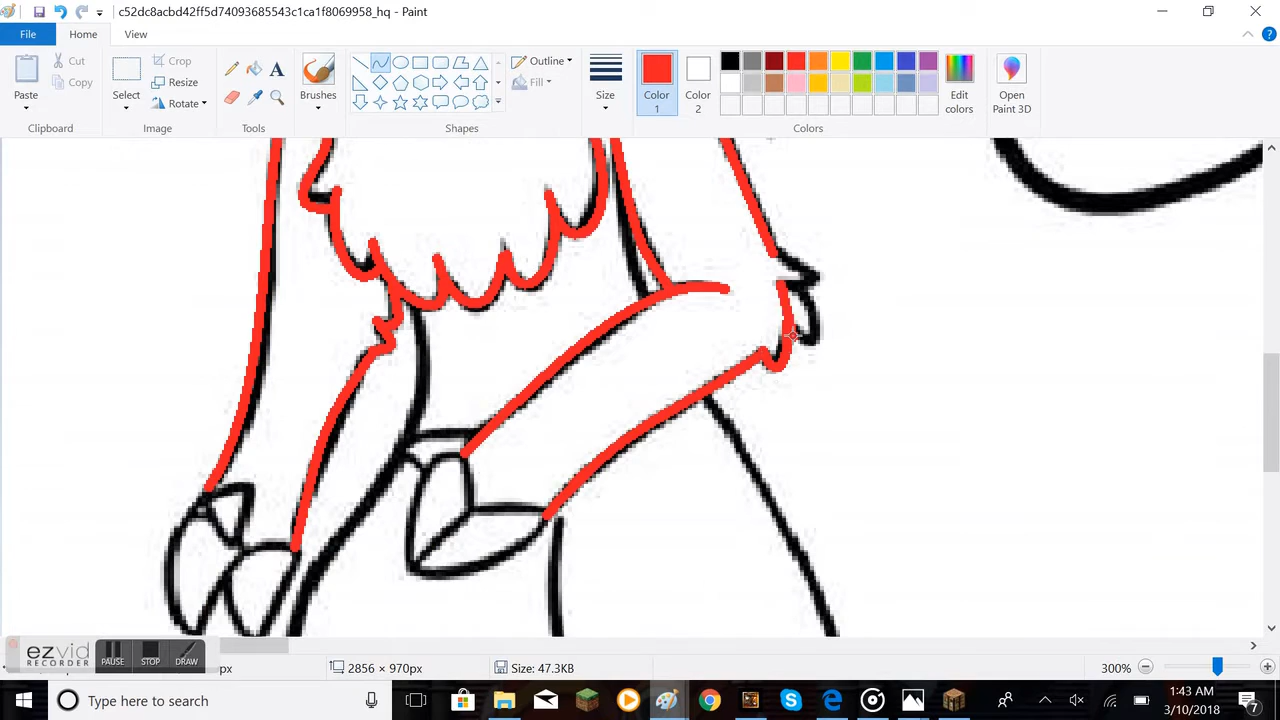 c52dc8acbd42ff5d74093685543c1ca1f8069958_hq - Paint
File Home View
Paste
Cut
Copy
Clipboard
Select
Crop
Resize
Rotate
Image
A
Tools
Brushes
Outline
Fill
Shapes
Size
Color
1
Color
2
Colors
Edit
colors
Open
Paint 3D
ezvid
RECORDER
PAUSE STOP DRAW
px
2856 × 970px
Size: 47.3KB
300%
Type here to search
:43 AM
3/10/2018
7